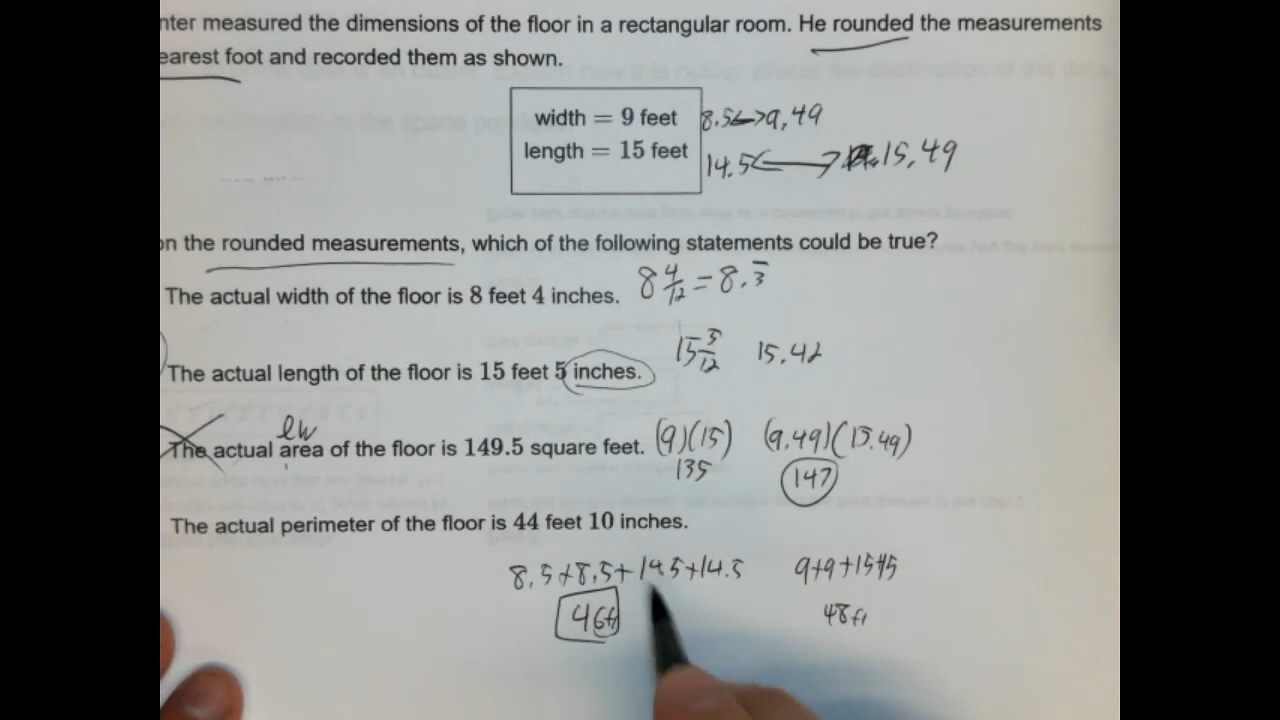 nter measured the dimensions of the floor in a rectangular room. He rounded the measurements
earest foot and recorded them as shown.
width = 9 feet 8.5<->9,49
length = 15 feet 14.5<-> 15,49
on the rounded measurements, which of the following statements could be true?
The actual width of the floor is 8 feet 4 inches. 8 4/12 = 8.3̅
The actual length of the floor is 15 feet 5 inches. 15 5/12 15.42
lw
The actual area of the floor is 149.5 square feet. (9)(15) (9,49)(15.49)
135 147
The actual perimeter of the floor is 44 feet 10 inches.
8.5+8.5+14.5+14.5 9+9+15+15
46ft 48ft